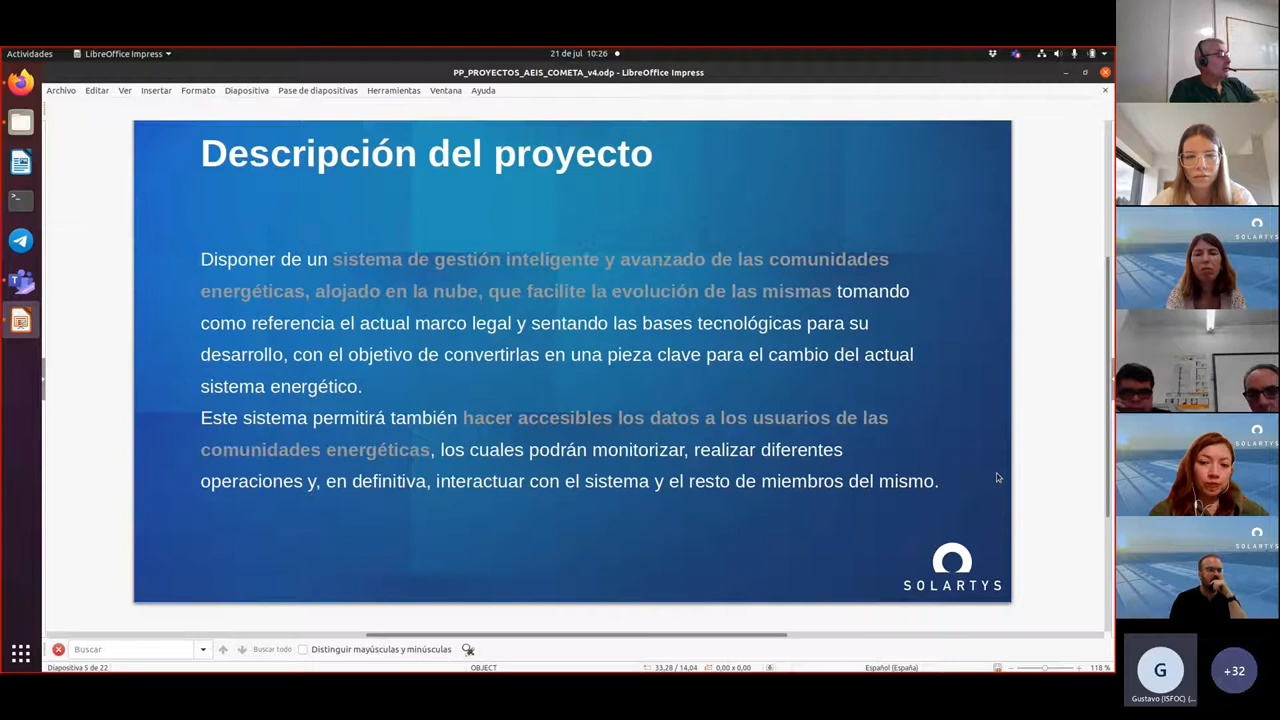 Actividades
LibreOffice Impress
21 de jul 10:26
PP_PROYECTOS_AEIS_COMETA_v4.odp - LibreOffice Impress
Archivo Editar Ver Insertar Formato Diapositiva Pase de diapositivas Herramientas Ventana Ayuda
Descripción del proyecto
Disponer de un sistema de gestión inteligente y avanzado de las comunidades
energéticas, alojado en la nube, que facilite la evolución de las mismas tomando
como referencia el actual marco legal y sentando las bases tecnológicas para su
desarrollo, con el objetivo de convertirlas en una pieza clave para el cambio del actual
sistema energético.
Este sistema permitirá también hacer accesibles los datos a los usuarios de las
comunidades energéticas, los cuales podrán monitorizar, realizar diferentes
operaciones y, en definitiva, interactuar con el sistema y el resto de miembros del mismo.
SOLARTYS
Buscar
Buscar todo
Distinguir mayúsculas y minúsculas
Diapositiva 5 de 22
OBJECT
33,28 / 14,04
0,00 x 0,00
Español (España)
118 %
SOLARTYS
SOLARTYS
SOLARTYS
G
Gustavo (ISFOC) (...
+32